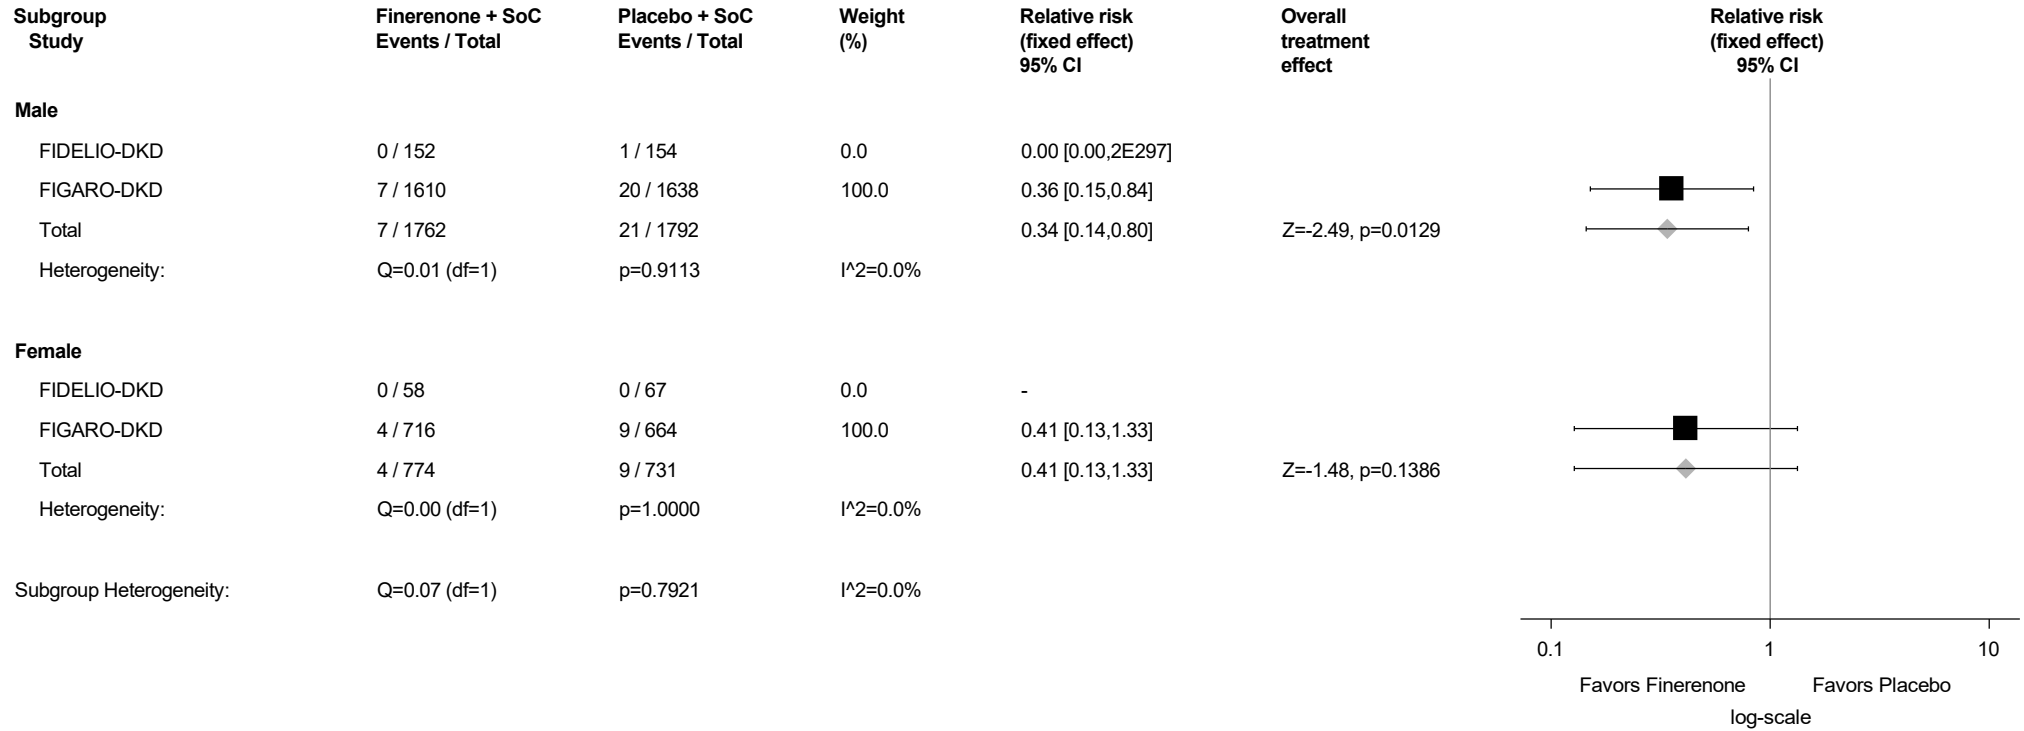 Subgroup Finerenone + SoC Placebo + SoC Weight Relative risk Overall Relative risk
Study Events / Total Events / Total (%) (fixed effect) treatment (fixed effect)
95% CI effect 95% CI
Male
FIDELIO-DKD 0 / 152 1 / 154 0.0 0.00 [0.00,2E297]
FIGARO-DKD 7 / 1610 20 / 1638 100.0 0.36 [0.15,0.84]
Total 7 / 1762 21 / 1792 0.34 [0.14,0.80] Z=-2.49, p=0.0129
Heterogeneity: Q=0.01 (df=1) p=0.9113 I^2=0.0%
Female
FIDELIO-DKD 0 / 58 0 / 67 0.0 -
FIGARO-DKD 4 / 716 9 / 664 100.0 0.41 [0.13,1.33]
Total 4 / 774 9 / 731 0.41 [0.13,1.33] Z=-1.48, p=0.1386
Heterogeneity: Q=0.00 (df=1) p=1.0000 I^2=0.0%
Subgroup Heterogeneity: Q=0.07 (df=1) p=0.7921 I^2=0.0%
0.1 1 10
Favors Finerenone Favors Placebo
log-scale